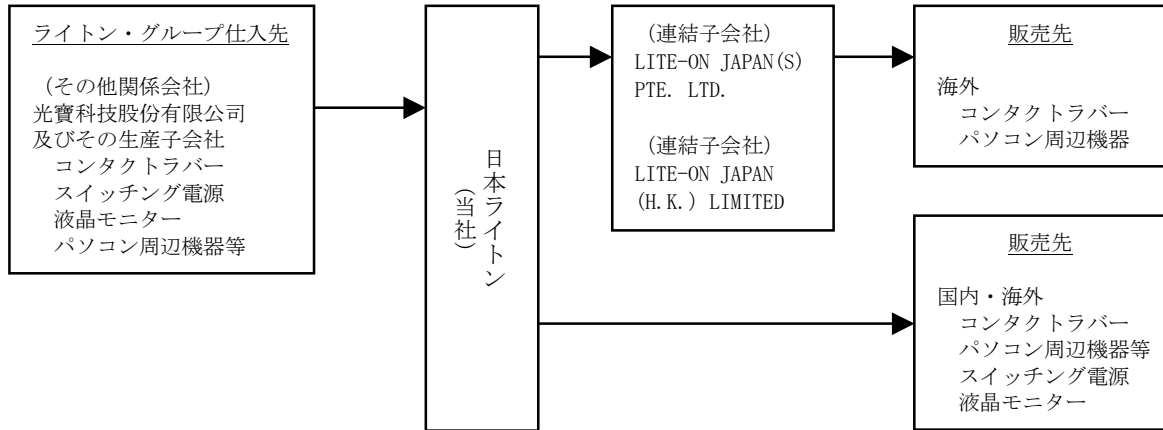 ライトン・グループ仕入先
(その他関係会社)
光寶科技股份有限公司
及びその生産子会社
コンタクトラバー
スイッチング電源
液晶モニター
パソコン周辺機器等
日本ライトン
(当社)
(連結子会社)
LITE-ON JAPAN(S)
PTE. LTD.
(連結子会社)
LITE-ON JAPAN
(H.K.) LIMITED
販売先
海外
コンタクトラバー
パソコン周辺機器
販売先
国内・海外
コンタクトラバー
パソコン周辺機器等
スイッチング電源
液晶モニター